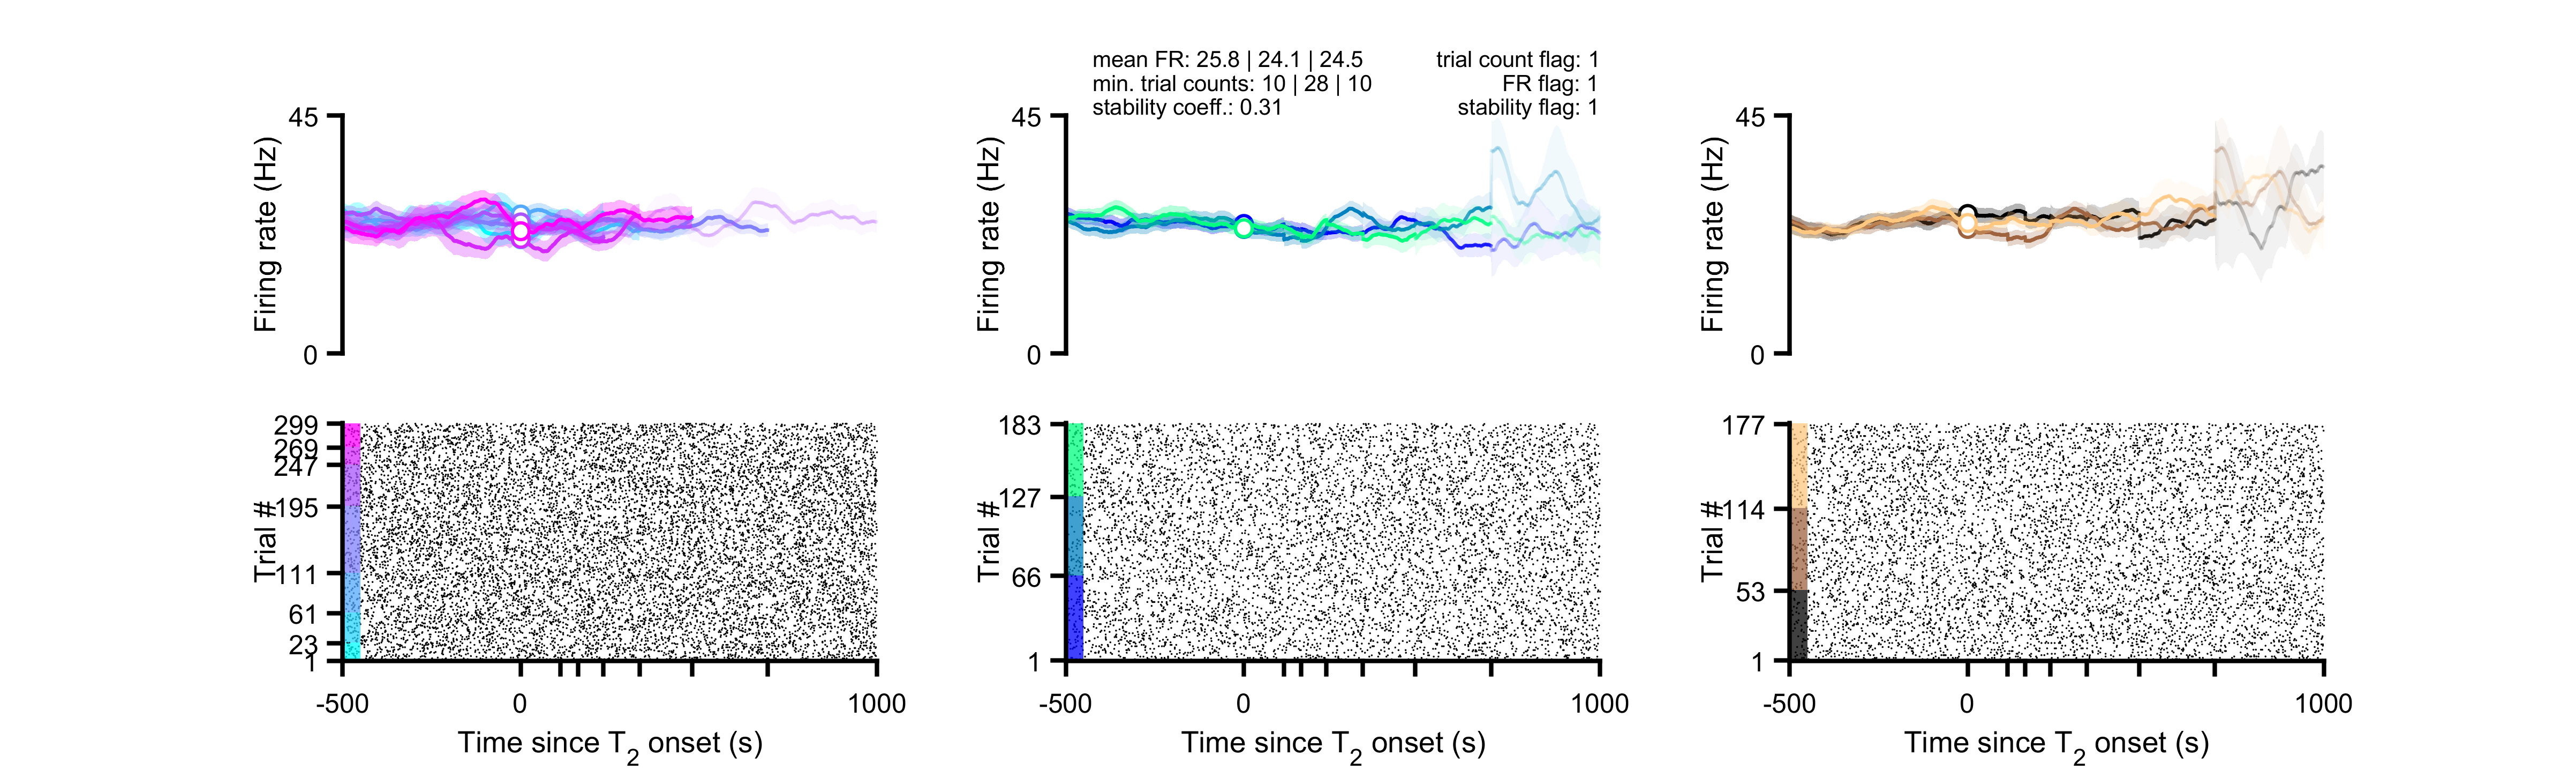 mean FR: 25.8 | 24.1 | 24.5
min. trial counts: 10 | 28 | 10
stability coeff.: 0.31
trial count flag: 1
FR flag: 1
stability flag: 1
45
Firing rate (Hz)
0
45
Firing rate (Hz)
0
45
Firing rate (Hz)
0
299
269
247
195
Trial #
111
61
23
1
-500
0
1000
Time since T2 onset (s)
183
127
Trial #
66
1
-500
0
1000
Time since T2 onset (s)
177
114
Trial #
53
1
-500
0
1000
Time since T2 onset (s)